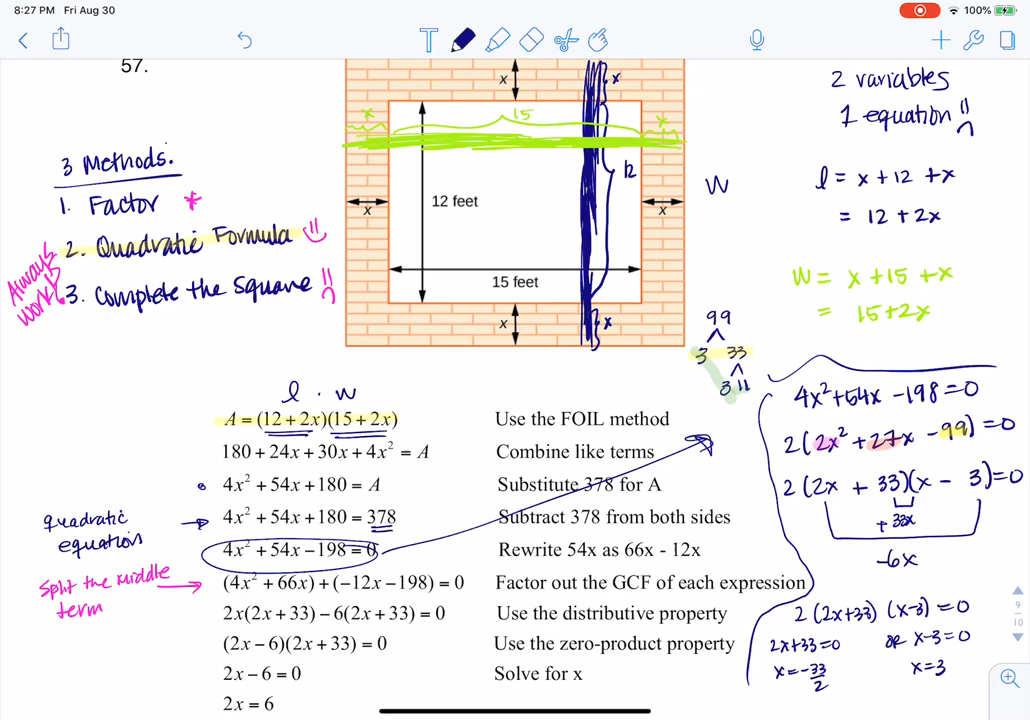 8:27 PM Fri Aug 30
100%
57.
x
x
x
15
x
12 feet
12
x
x
15 feet
x
x
3 Methods:
1. Factor *
2. Quadratic Formula
3. Complete the Square
Always works
2 variables
1 equation
W
l = x + 12 + x
= 12 + 2x
w = x + 15 + x
= 15 + 2x
99
3 33
3 11
l . w
A = (12 + 2x)(15 + 2x) Use the FOIL method
180 + 24x + 30x + 4x² = A Combine like terms
4x² + 54x + 180 = A Substitute 378 for A
4x² + 54x + 180 = 378 Subtract 378 from both sides
4x² + 54x − 198 = 0 Rewrite 54x as 66x - 12x
(4x² + 66x) + (−12x − 198) = 0 Factor out the GCF of each expression
2x(2x + 33) − 6(2x + 33) = 0 Use the distributive property
(2x − 6)(2x + 33) = 0 Use the zero-product property
2x − 6 = 0 Solve for x
2x = 6
quadratic
equation →
Split the middle →
term
4x² + 54x − 198 = 0
2(2x² + 27x − 99) = 0
2(2x + 33)(x − 3) = 0
+33x
-6x
2(2x+33)(x-3) = 0
2x+33=0 or x-3=0
x = -33/2 x=3
9
10